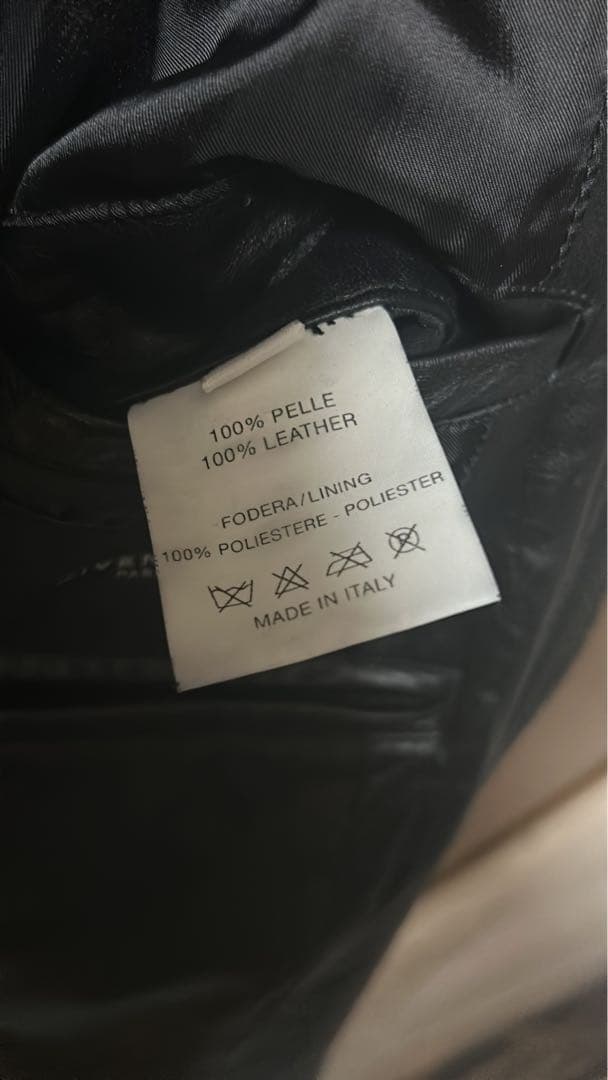 100% PELLE
100% LEATHER
FODERA/LINING
100% POLIESTERE - POLIESTER
MADE IN ITALY